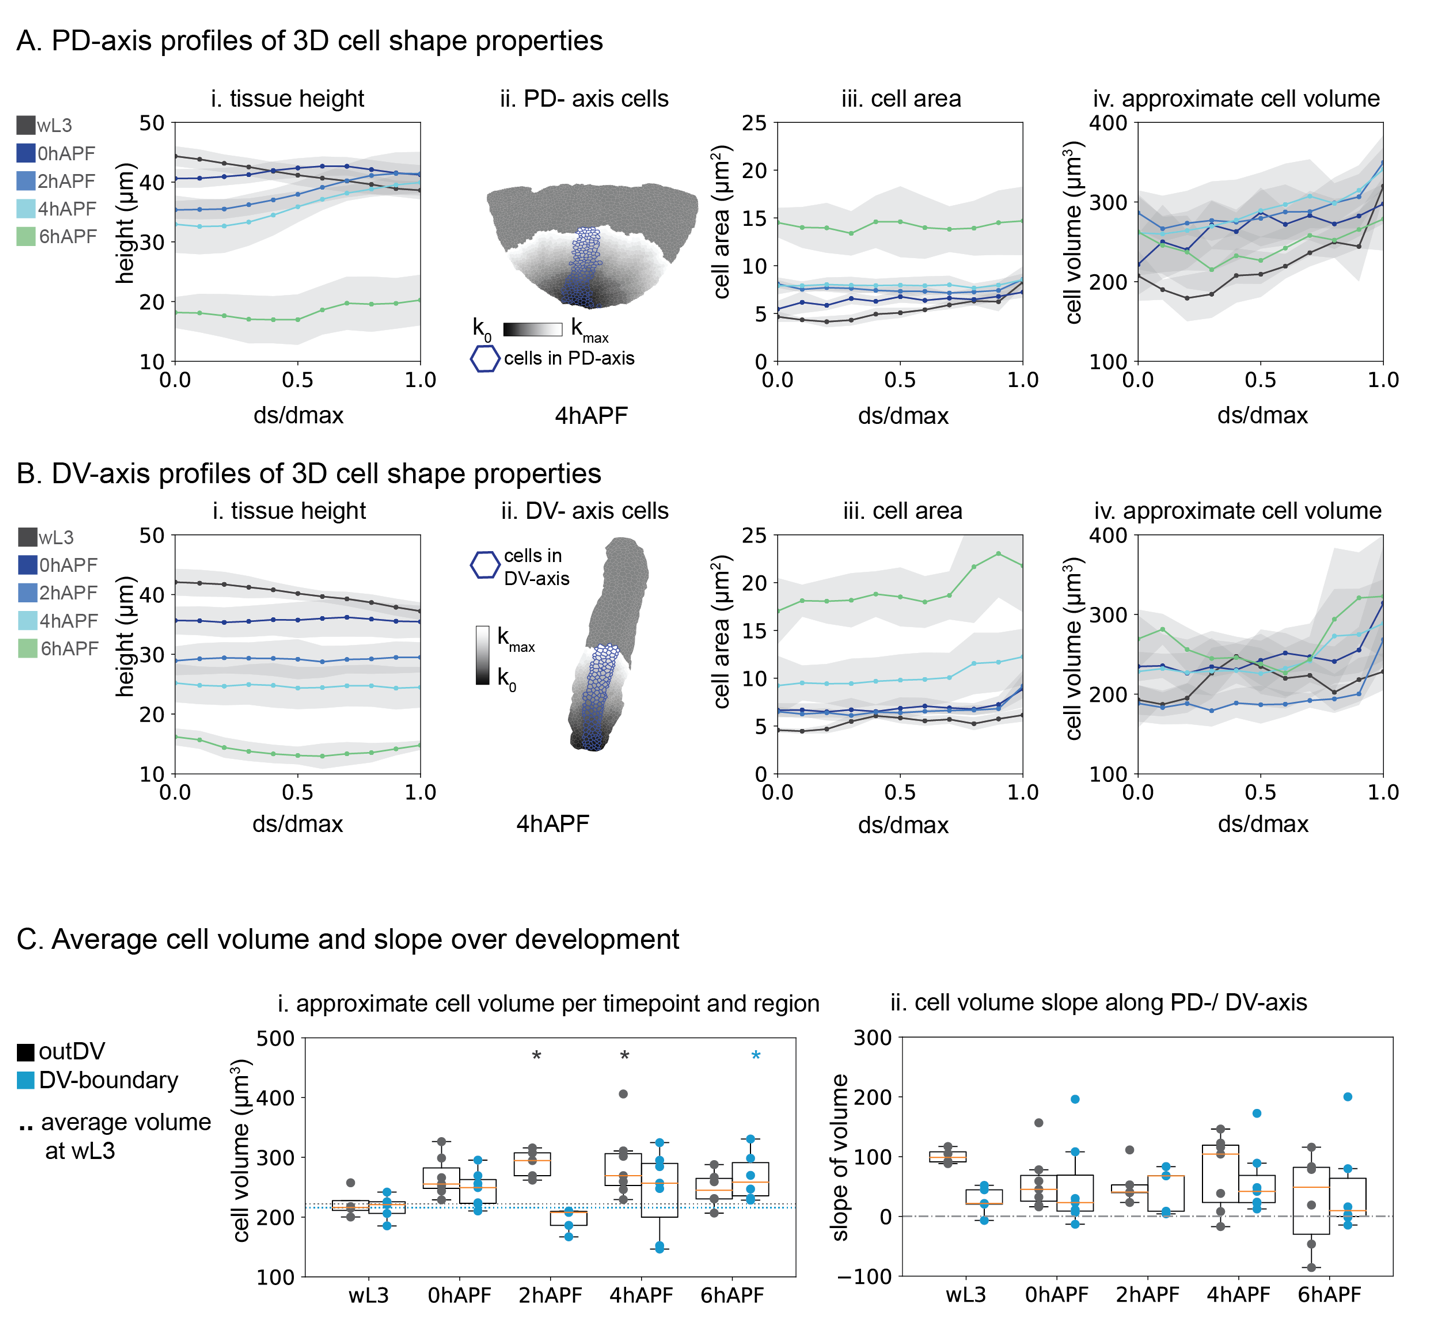 A. PD-axis profiles of 3D cell shape properties
i. tissue height
ii. PD- axis cells
iii. cell area
iv. approximate cell volume
wL3
0hAPF
2hAPF
4hAPF
6hAPF
height (µm)
50
40
30
20
10
0.0 0.5 1.0
ds/dmax
k0 kmax
cells in PD-axis
4hAPF
cell area (µm²)
25
20
15
10
5
0
0.0 0.5 1.0
ds/dmax
cell volume (µm³)
400
300
200
100
0.0 0.5 1.0
ds/dmax
B. DV-axis profiles of 3D cell shape properties
i. tissue height
ii. DV- axis cells
iii. cell area
iv. approximate cell volume
wL3
0hAPF
2hAPF
4hAPF
6hAPF
height (µm)
50
40
30
20
10
0.0 0.5 1.0
ds/dmax
cells in
DV-axis
kmax
k0
4hAPF
cell area (µm²)
25
20
15
10
5
0
0.0 0.5 1.0
ds/dmax
cell volume (µm³)
400
300
200
100
0.0 0.5 1.0
ds/dmax
C. Average cell volume and slope over development
i. approximate cell volume per timepoint and region
ii. cell volume slope along PD-/ DV-axis
outDV
DV-boundary
.. average volume
at wL3
cell volume (µm³)
500
400
300
200
100
* * *
wL3 0hAPF 2hAPF 4hAPF 6hAPF
slope of volume
300
200
100
0
−100
wL3 0hAPF 2hAPF 4hAPF 6hAPF